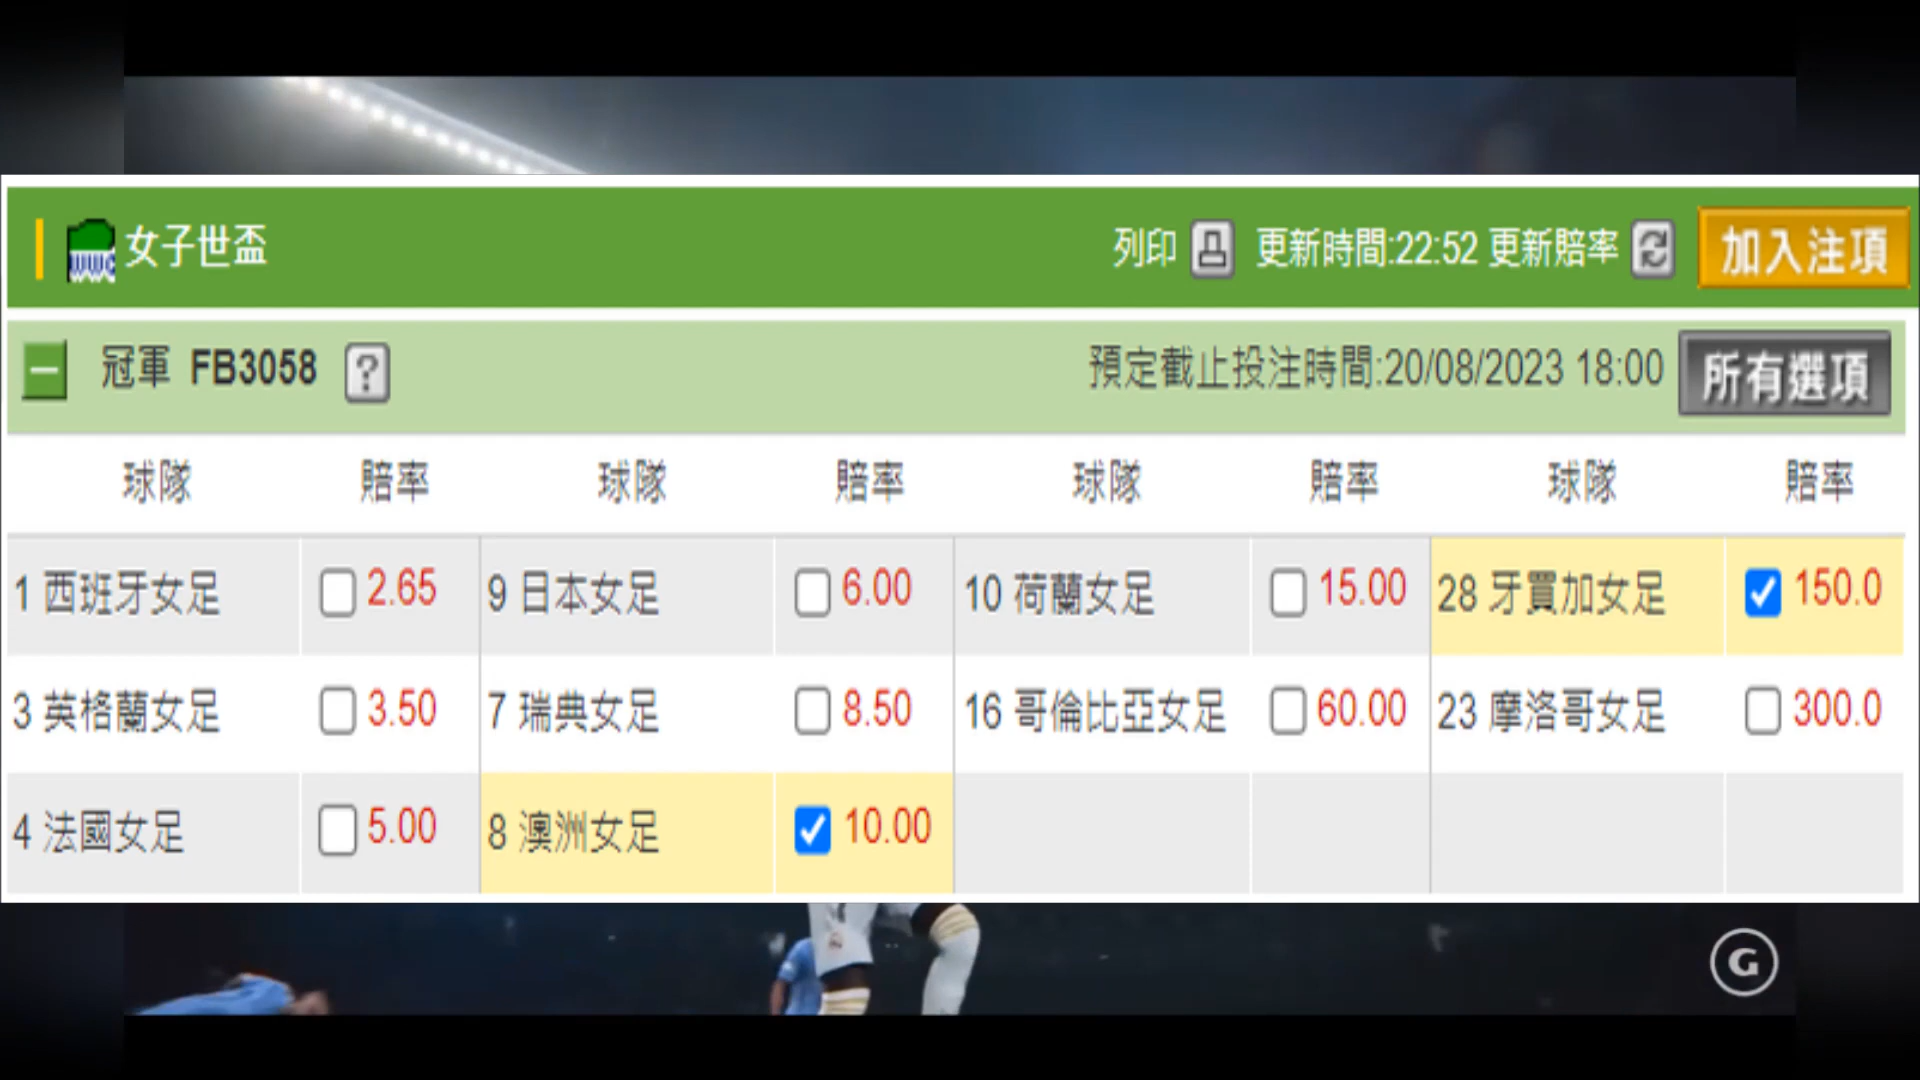 女子世盃 列印 更新時間:22:52 更新賠率 加入注項
冠軍 FB3058 ? 預定截止投注時間:20/08/2023 18:00 所有選項
球隊 賠率 球隊 賠率 球隊 賠率 球隊 賠率
1 西班牙女足 2.65 9 日本女足 6.00 10 荷蘭女足 15.00 28 牙買加女足 150.0
3 英格蘭女足 3.50 7 瑞典女足 8.50 16 哥倫比亞女足 60.00 23 摩洛哥女足 300.0
4 法國女足 5.00 8 澳洲女足 10.00
G